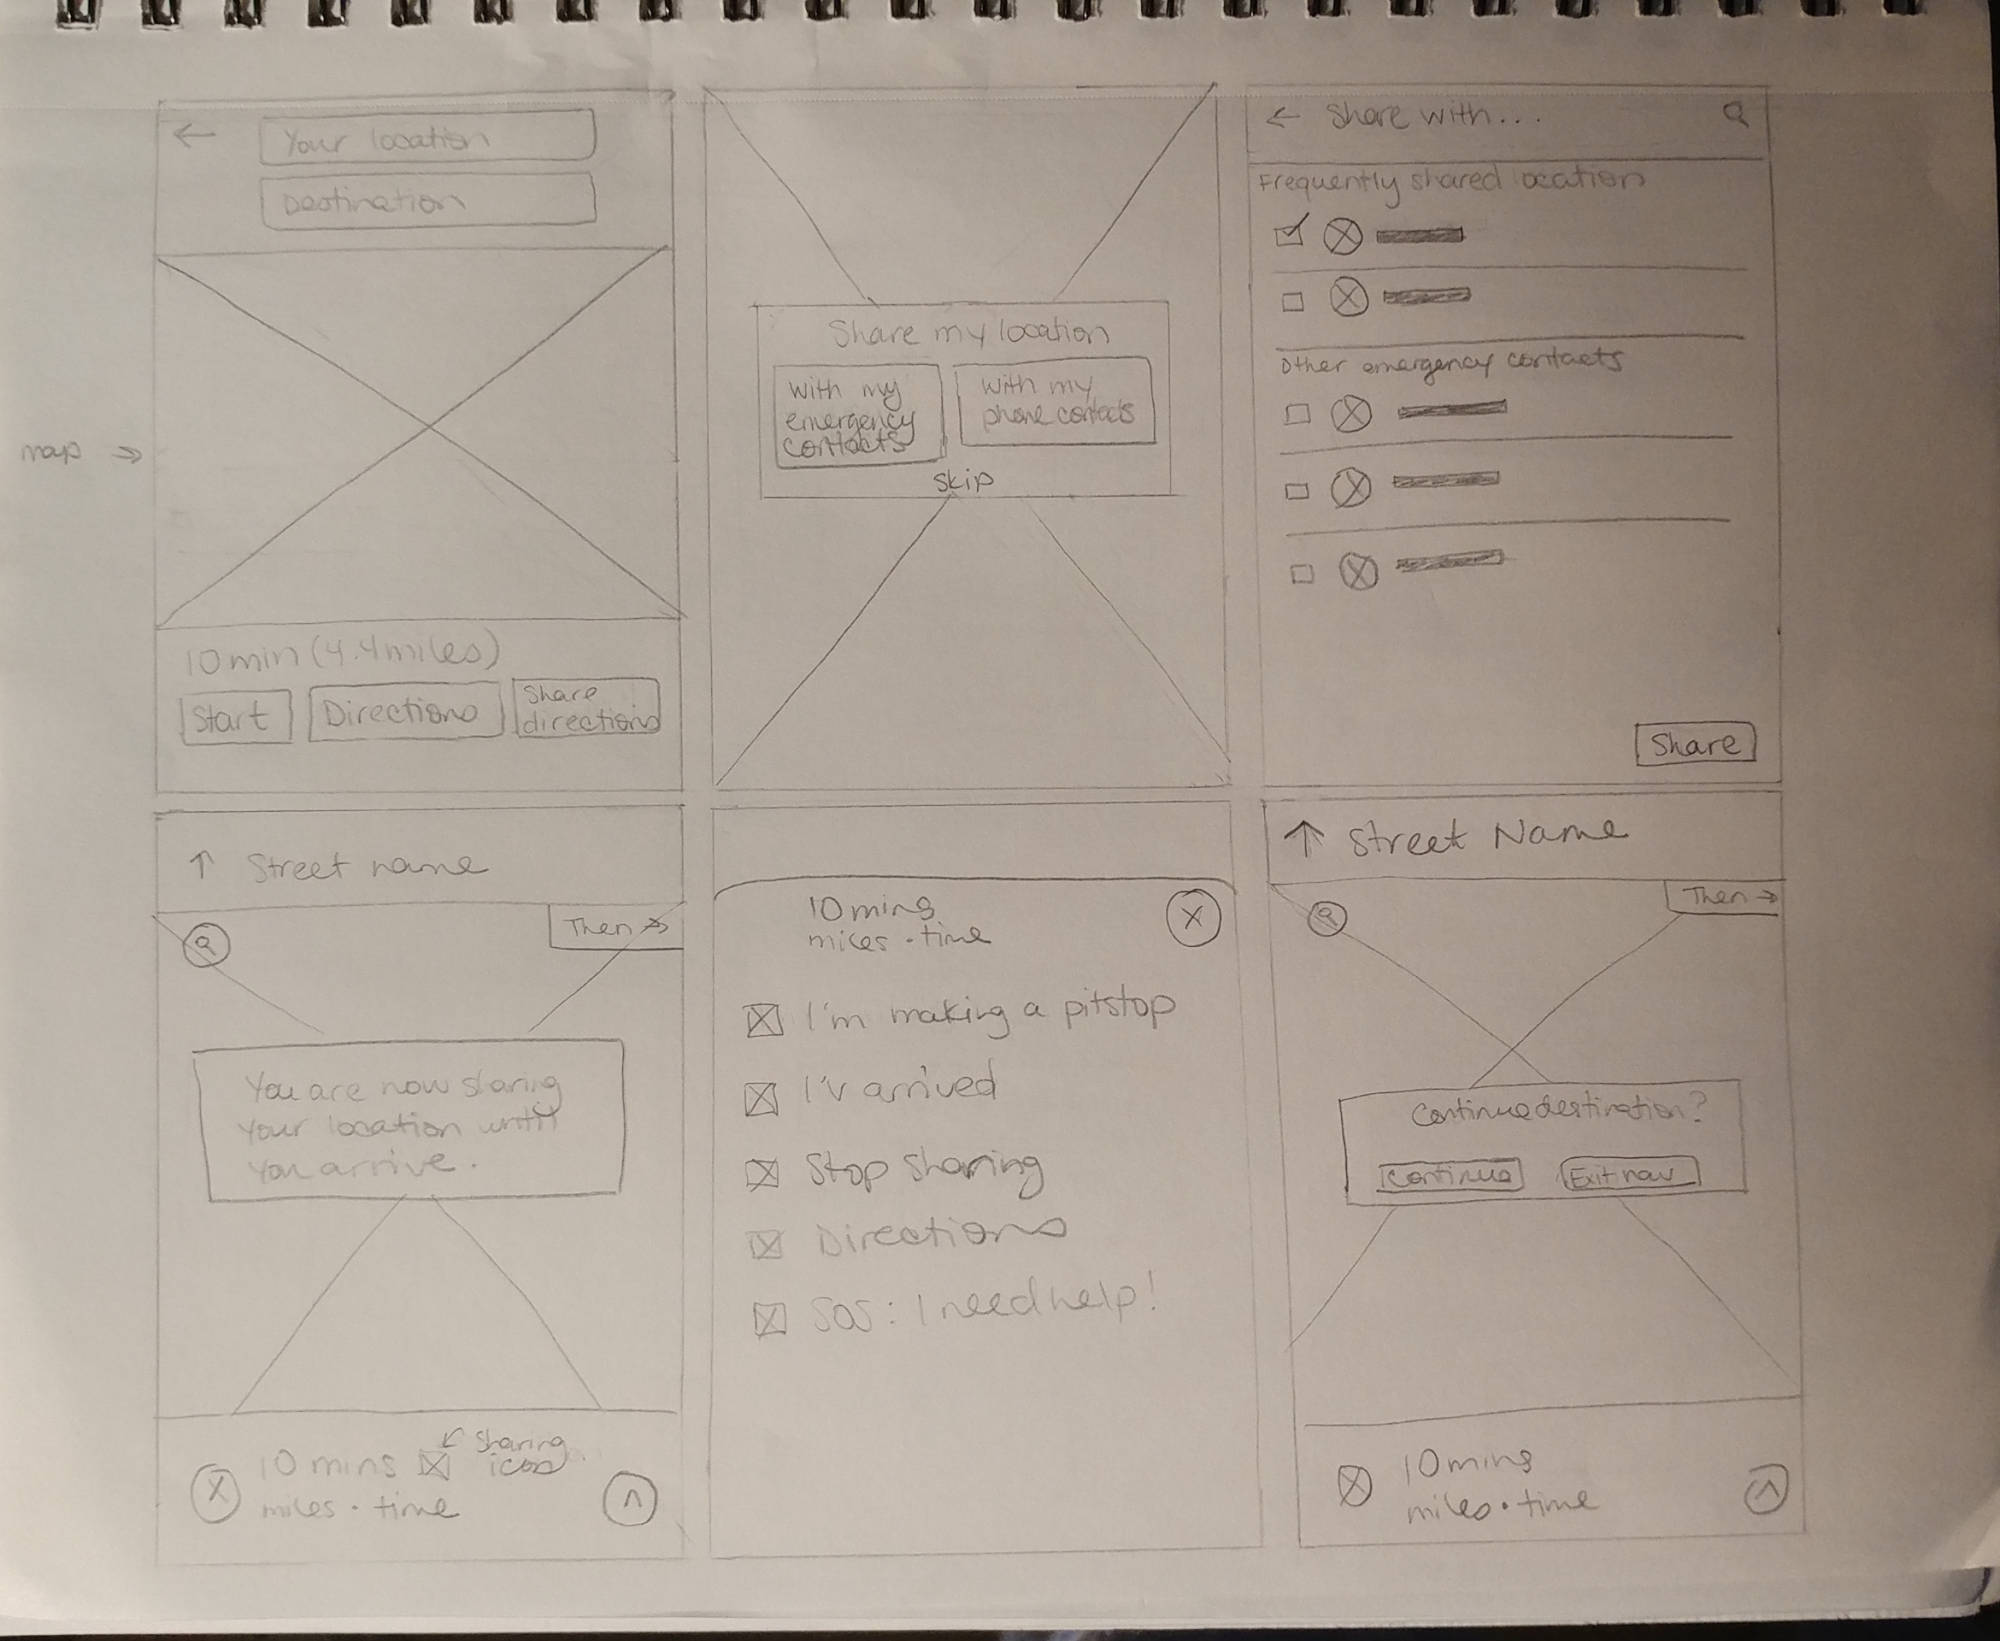 Your location
Destination
map →
10min (4.4 miles)
Start
Directions
Share
directions
Share my location
with my
emergency
contacts
with my
phone contacts
Skip
← Share with...
Frequently shared location
Other emergency contacts
Share
↑ Street name
Then →
You are now sharing
your location until
you arrive.
X
10 mins
↙ Sharing
icon
miles · time
^
10 mins
miles · time
X
I'm making a pitstop
I'v arrived
Stop Sharing
Directions
SOS: I need help!
↑ Street Name
Then →
Continue destination?
Continue
Exit now
X
10 mins
miles · time
^